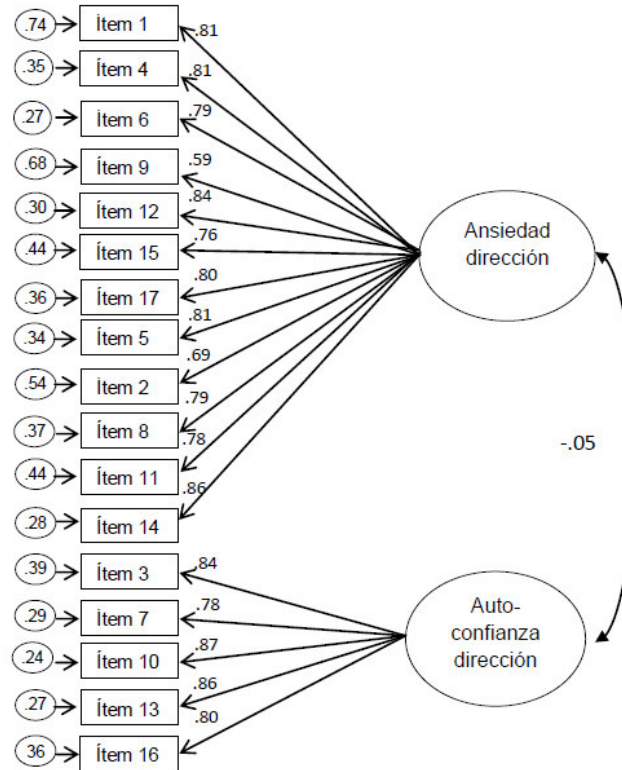 .74 Ítem 1 .81
.35 Ítem 4 .81
.27 Ítem 6 .79
.68 Ítem 9 .59
.30 Ítem 12 .84
.44 Ítem 15 .76
.36 Ítem 17 .80
.34 Ítem 5 .81
.54 Ítem 2 .69
.37 Ítem 8 .79
.44 Ítem 11 .78
.28 Ítem 14 .86
Ansiedad
dirección
-.05
.39 Ítem 3 .84
.29 Ítem 7 .78
.24 Ítem 10 .87
.27 Ítem 13 .86
36 Ítem 16 .80
Auto-
confianza
dirección